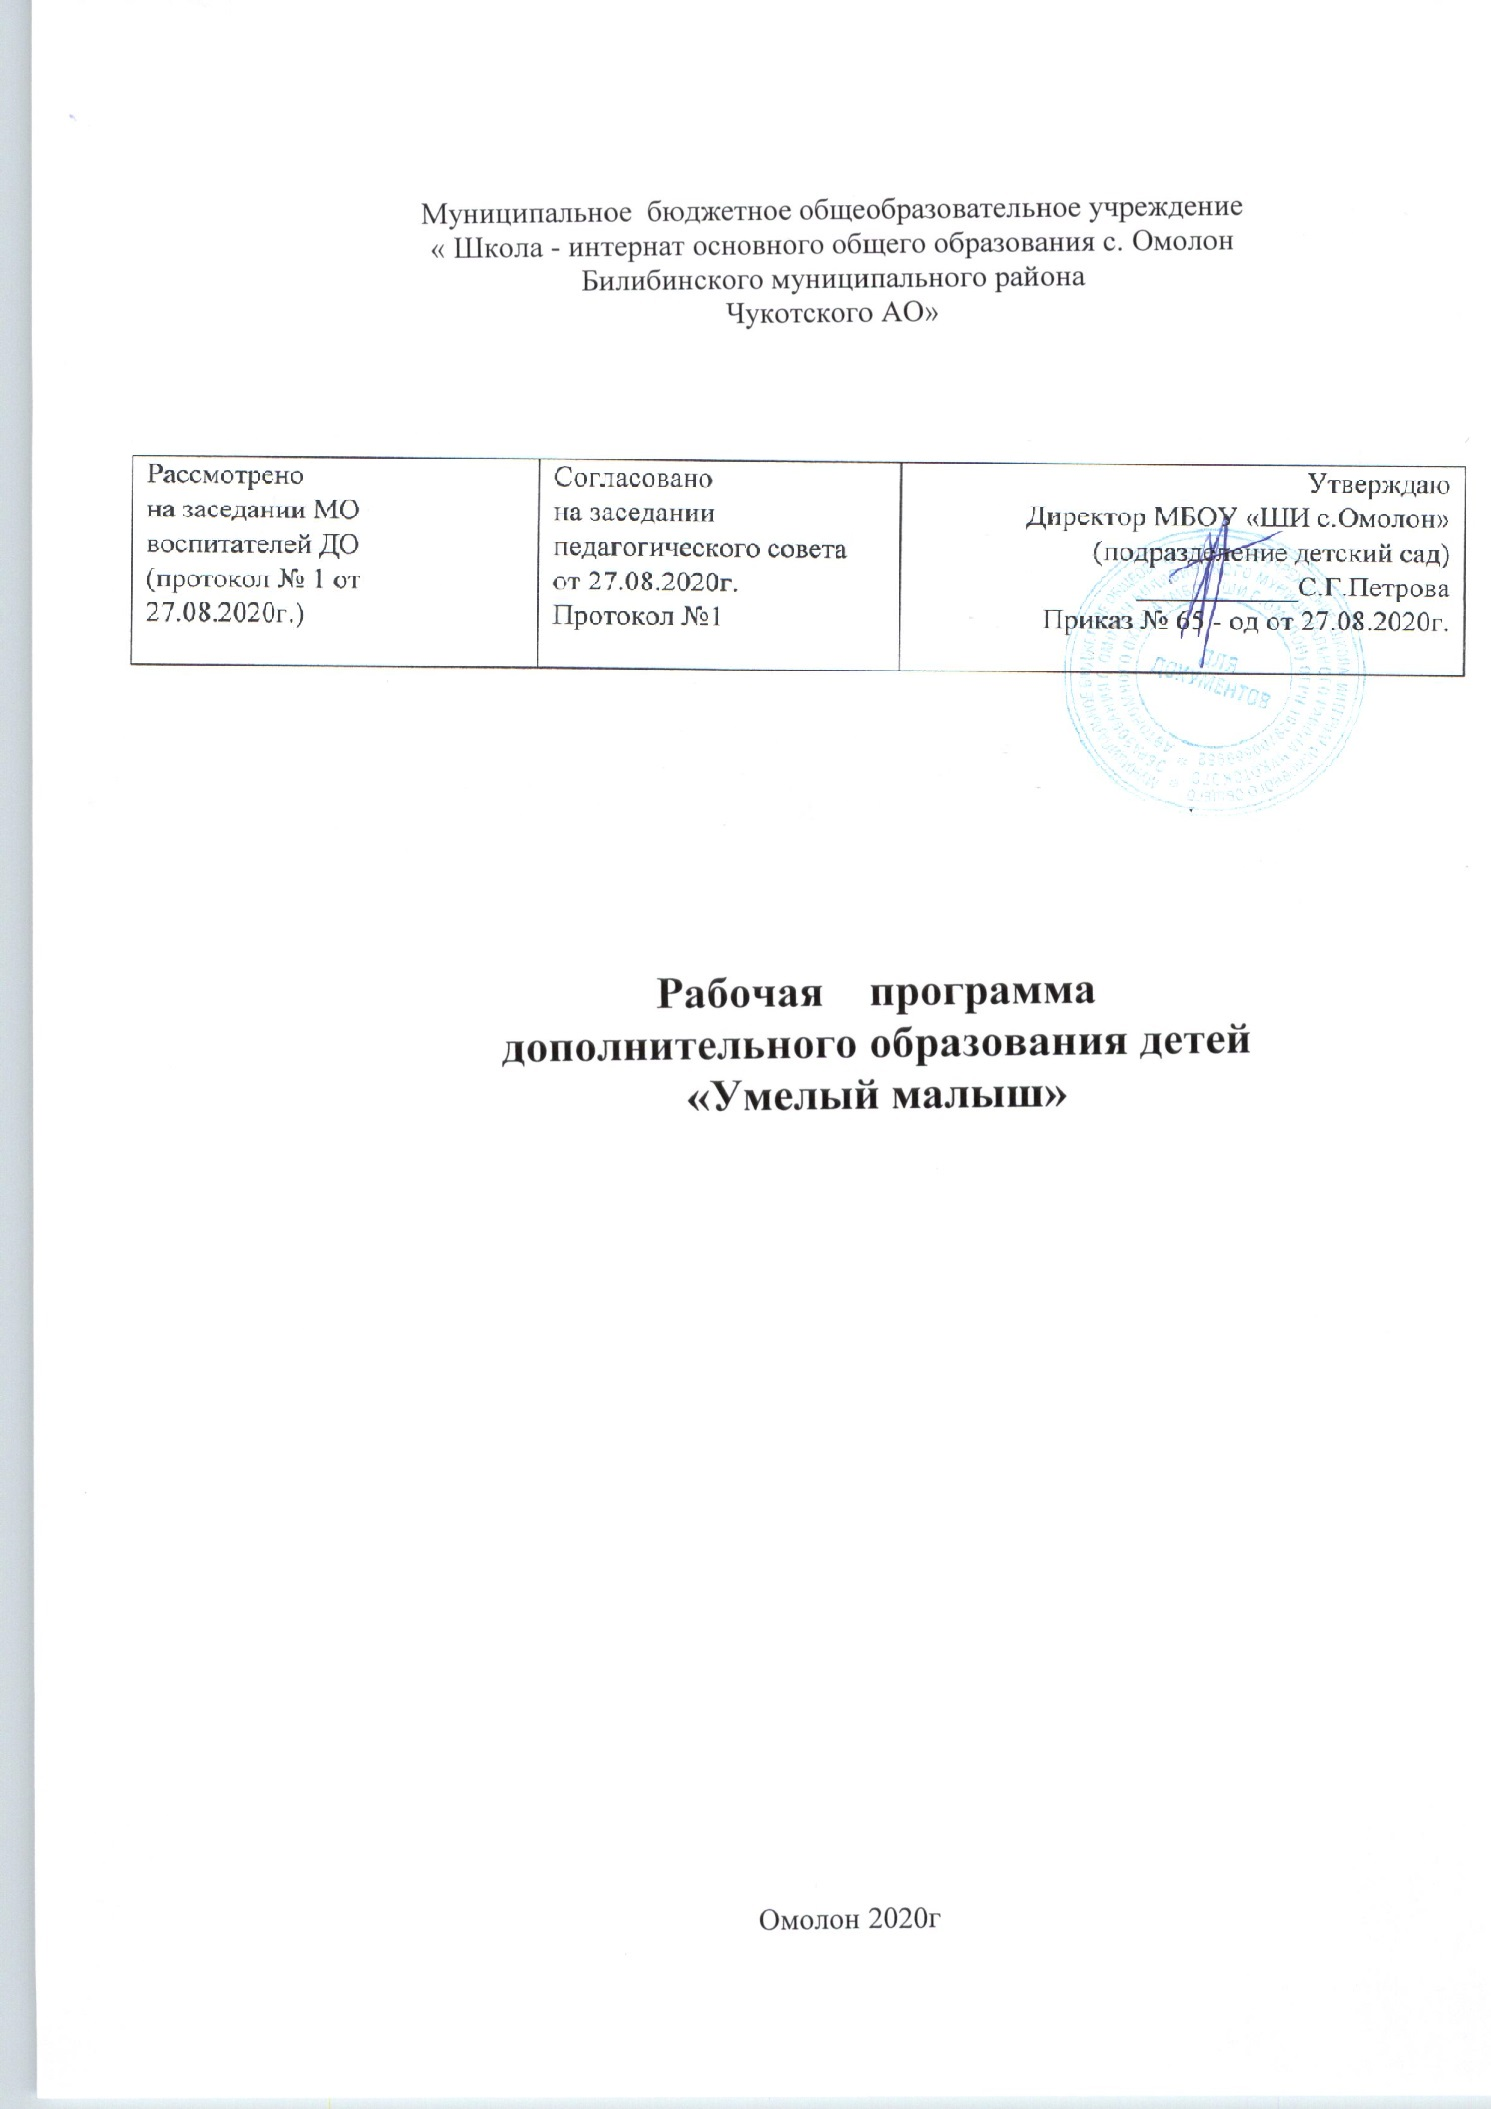 Муниципальное  бюджетное общеобразовательное учреждение
« Школа - интернат основного общего образования с. Омолон
Билибинского муниципального района
Чукотского АО»
Рассмотрено
на заседании МО
воспитателей ДО
(протокол № 1 от
27.08.2020г.)
Согласовано
на заседании
педагогического совета
от 27.08.2020г.
Протокол №1
Утверждаю
Директор МБОУ «ШИ с.Омолон»
(подразделение детский сад)
____________С.Г.Петрова
Приказ № 65 - од от 27.08.2020г.
ДЛЯ
ДОКУМЕНТОВ
Рабочая    программа
дополнительного образования детей
«Умелый малыш»
Омолон 2020г